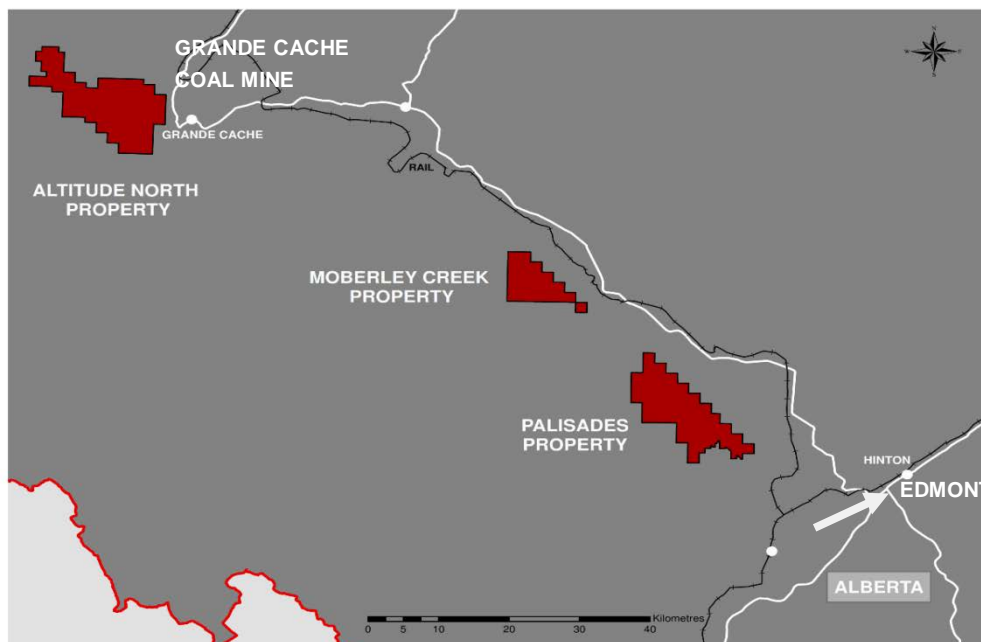 GRANDE CACHE
COAL MINE
GRANDE CACHE
RAIL
ALTITUDE NORTH
PROPERTY
MOBERLEY CREEK
PROPERTY
PALISADES
PROPERTY
HINTON
EDMONT
ALBERTA
Kilometres
0 5 10 20 30 40